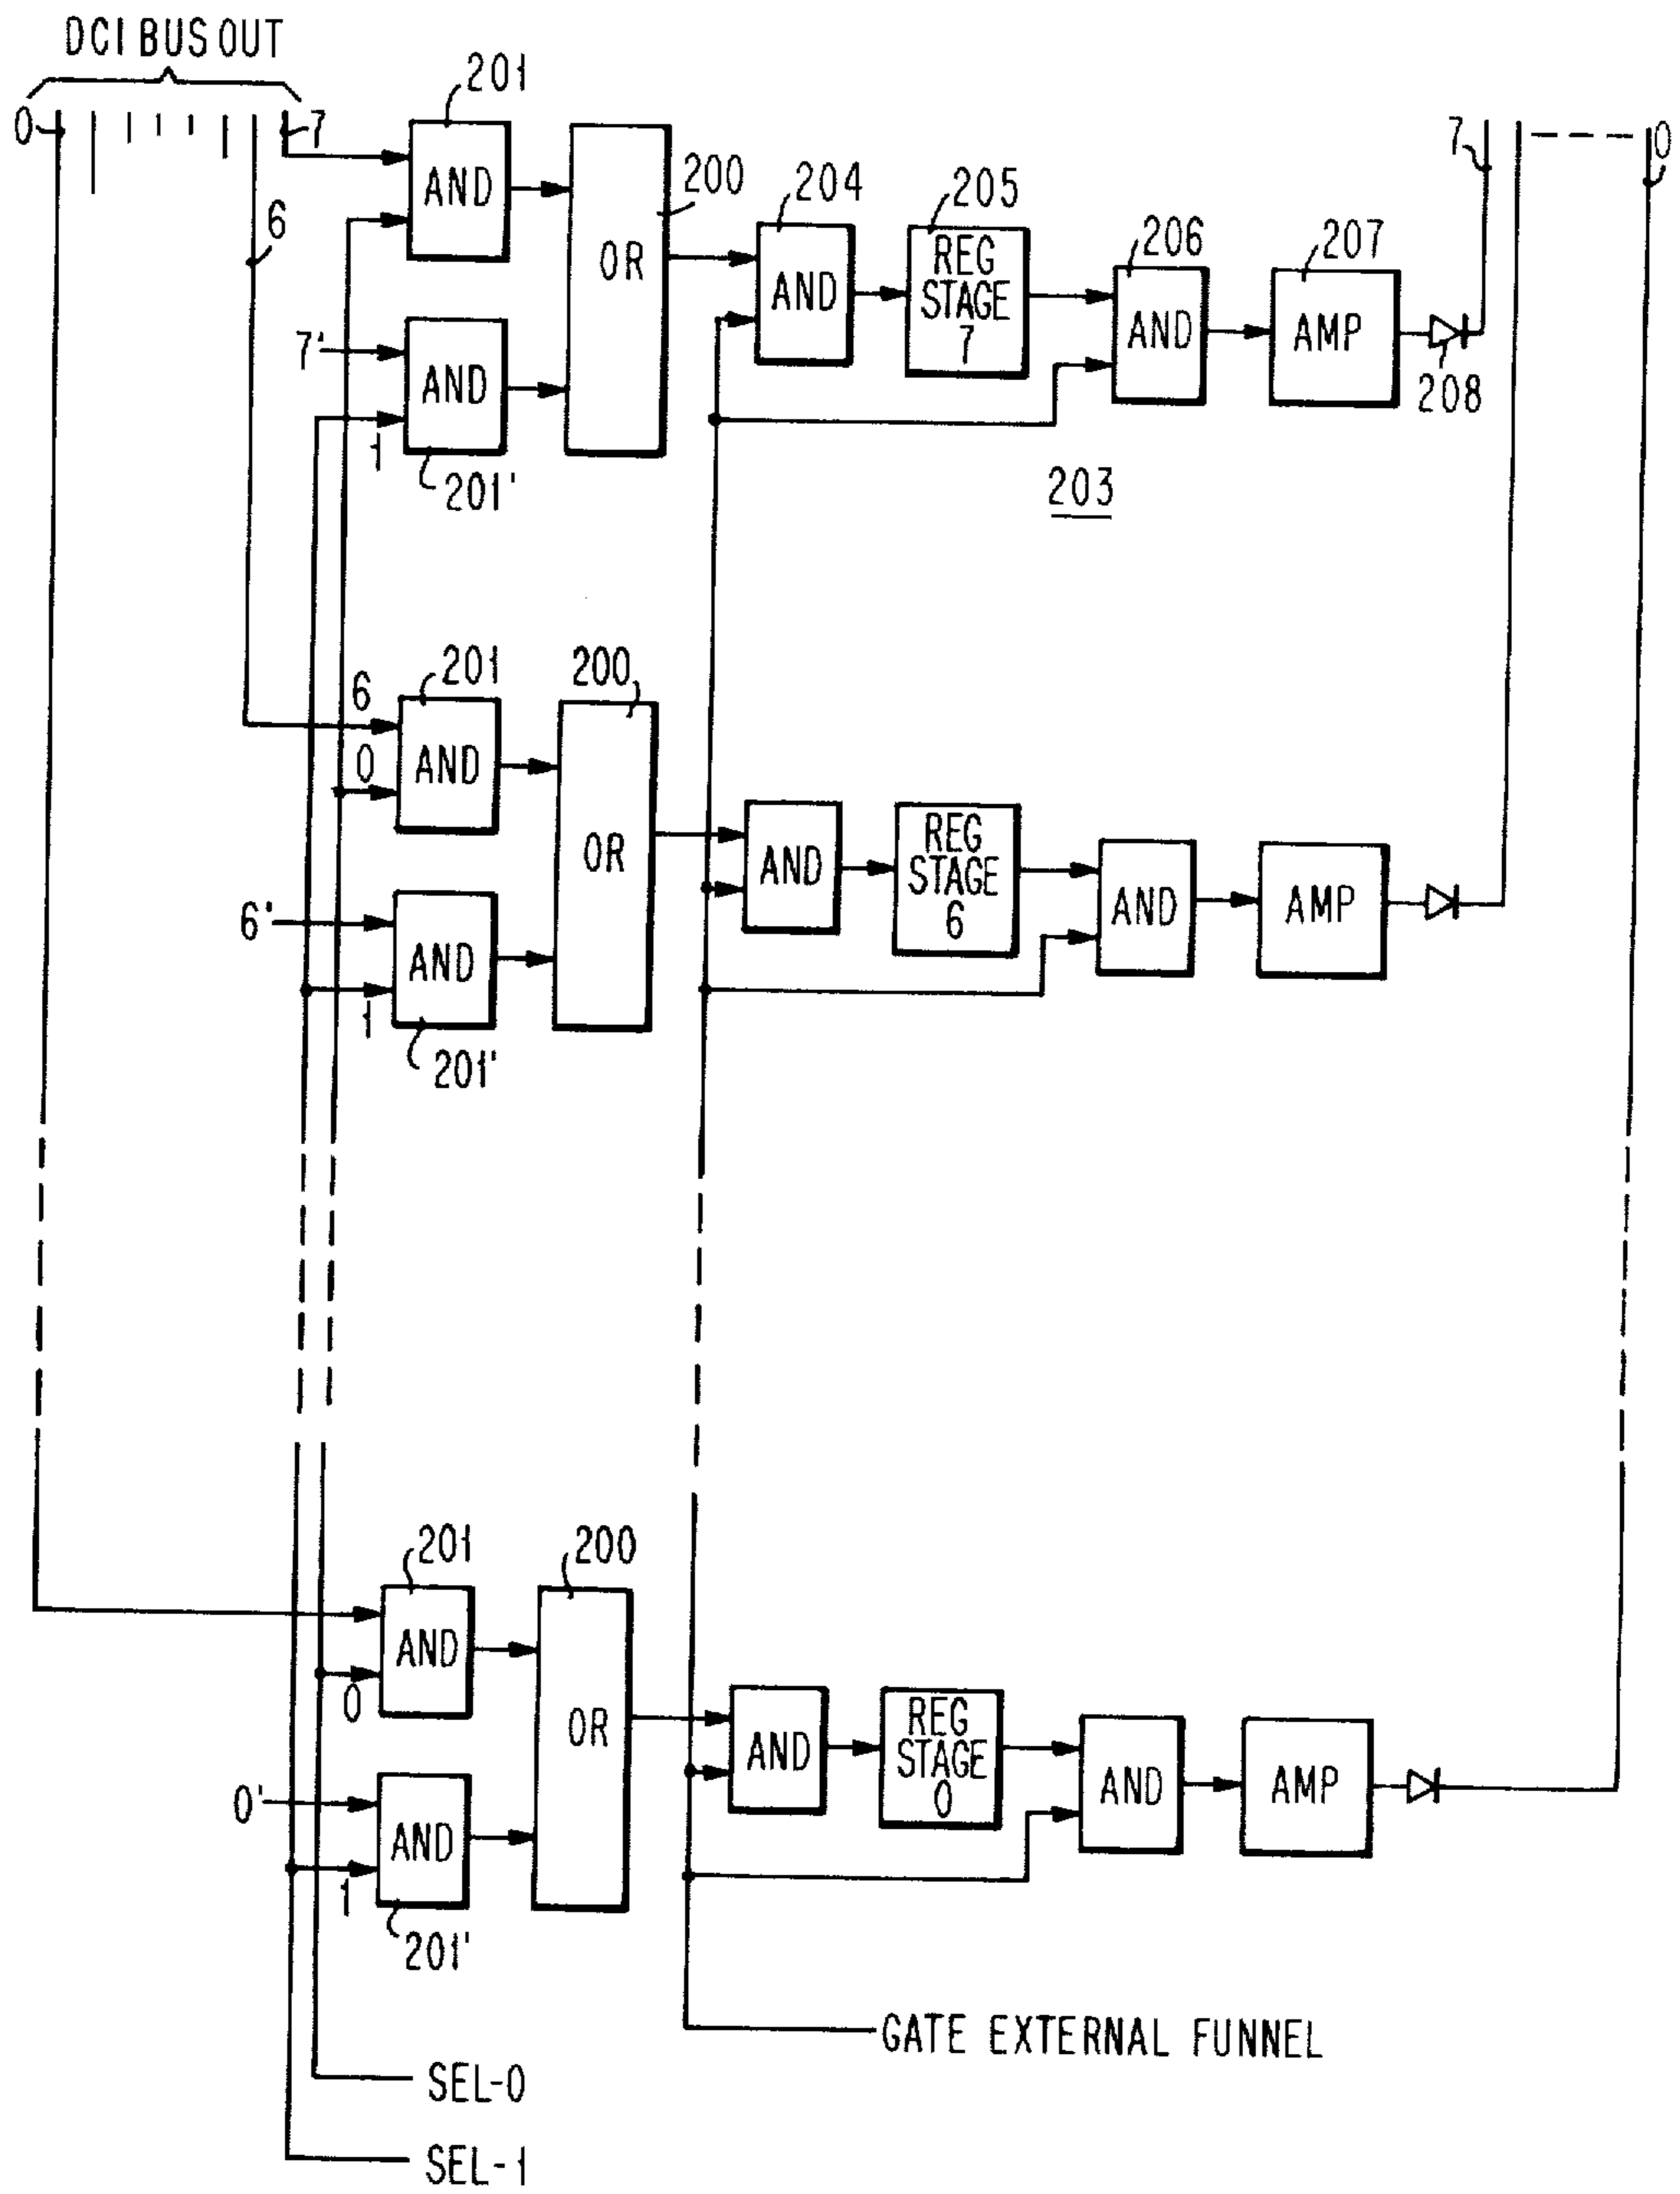 DCI BUS OUT
201
0
7
AND
200
204
205
7
0
6
OR
REG
STAGE
7
206
207
AND
AND
AMP
7'
AND
208
1
201'
203
201
200
6
0
AND
OR
REG
STAGE
6
AND
AND
AMP
6'
AND
1
201'
201
200
AND
0
OR
REG
STAGE
0
AND
AND
AMP
0'
AND
1
201'
GATE EXTERNAL FUNNEL
SEL-0
SEL-1